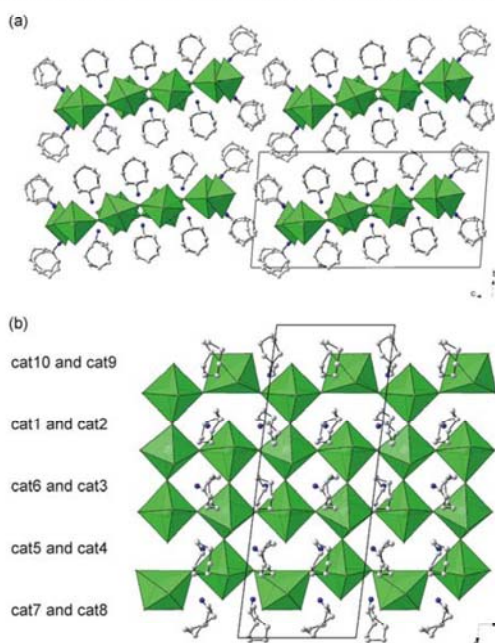 (a)
(b)
cat10 and cat9
cat1 and cat2
cat6 and cat3
cat5 and cat4
cat7 and cat8